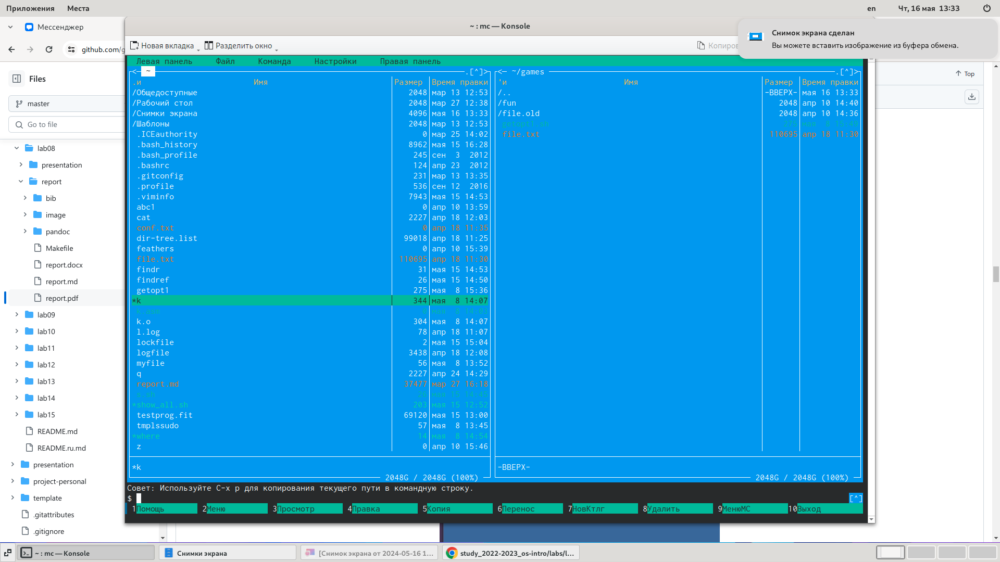 Приложения Места en Чт, 16 мая 13:33
Мессенджер
github.com/g
Files
master
Go to file
lab08
presentation
report
bib
image
pandoc
Makefile
report.docx
report.md
report.pdf
lab09
lab10
lab11
lab12
lab13
lab14
lab15
README.md
README.ru.md
presentation
project-personal
template
.gitattributes
.gitignore
Top
~ : mc — Konsole
Новая вкладка Разделить окно Копиров
Снимок экрана сделан
Вы можете вставить изображение из буфера обмена.
Левая панель Файл Команда Настройки Правая панель
<— ~ .[^]>
.и Имя Размер Время правки
/Общедоступные 2048 мар 13 12:53
/Рабочий стол 2048 мар 27 12:38
/Снимки экрана 4096 мая 16 13:33
/Шаблоны 2048 мар 13 12:53
.ICEauthority 0 мар 25 14:02
.bash_history 8962 мая 15 16:28
.bash_profile 245 сен 3 2012
.bashrc 124 апр 23 2012
.gitconfig 231 мар 13 13:35
.profile 536 сен 12 2016
.viminfo 7943 мая 15 14:53
abc1 0 апр 10 13:59
cat 2227 апр 18 12:03
conf.txt 0 апр 18 11:35
dir-tree.list 99018 апр 18 11:25
feathers 0 апр 10 15:39
file.txt 110695 апр 18 11:30
findr 31 мая 15 14:53
findref 26 мая 15 14:50
getopt1 275 мая 8 15:36
*k 344 мая 8 14:07
k.asm 0 мая 8 14:03
k.o 304 мая 8 14:07
l.log 78 апр 18 11:07
lockfile 2 мая 15 15:04
logfile 3438 апр 18 12:08
myfile 56 мая 8 13:52
q 2227 апр 24 14:29
report.md 37477 мар 27 16:18
s.sh мая 15 14:45
*show_all.sh 203 мая 15 12:52
testprog.fit 69120 мая 15 13:00
tmplssudo 57 мая 8 13:45
*where 14 мая 8 14:54
z 0 апр 10 15:46
*k
2048G / 2048G (100%)
<— ~/games .[^]>
'и Имя Размер Время правки
/.. -ВВЕРХ- мая 16 13:33
/fun 2048 апр 10 14:40
/file.old 2048 апр 10 14:36
getopt1.sh 275 мая 8 15:49
file.txt 110695 апр 18 11:30
-ВВЕРХ-
2048G / 2048G (100%)
Совет: Используйте C-x p для копирования текущего пути в командную строку.
$ [^]
1Помощь 2Меню 3Просмотр 4Правка 5Копия 6Перенос 7НовКтлг 8Удалить 9МенюМС 10Выход
~ : mc — Konsole Снимки экрана [Снимок экрана от 2024-05-16 1... study_2022-2023_os-intro/labs/l...